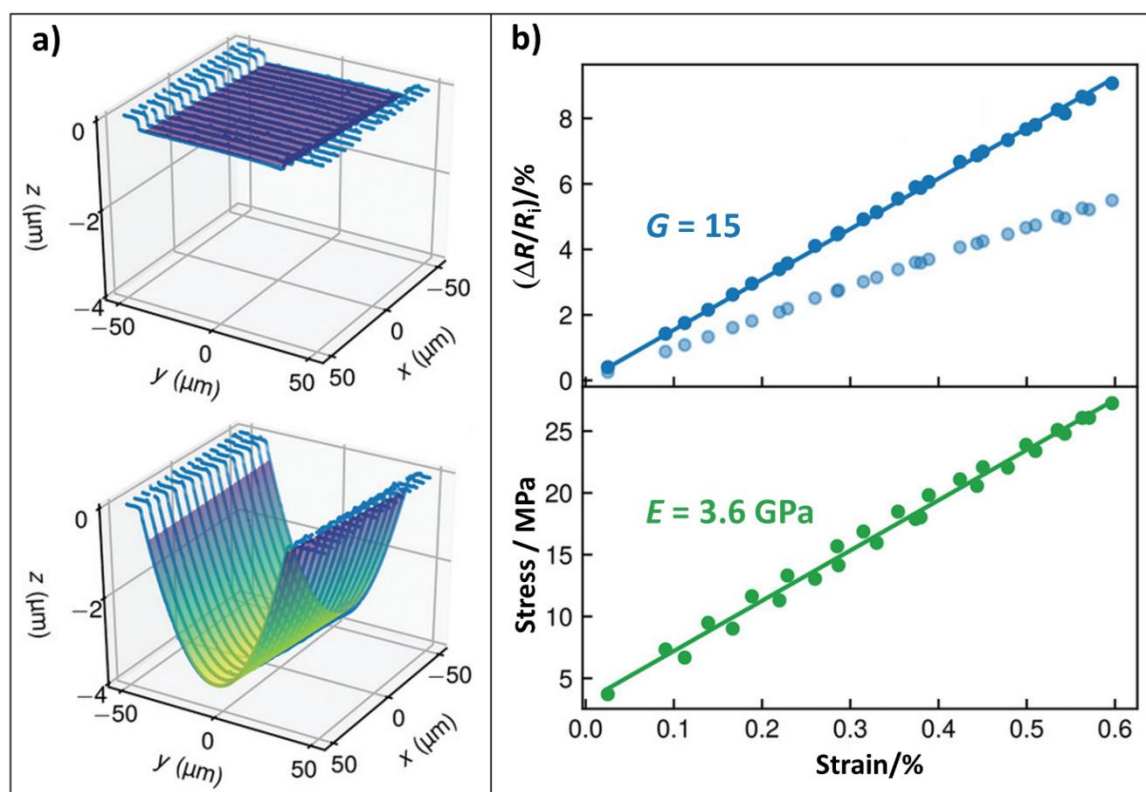 a)
0
−2
−4
z (µm)
−50
0
50
y (µm)
−50
0
50
x (µm)
0
−2
−4
z (µm)
−50
0
50
y (µm)
−50
0
50
x (µm)
b)
8
6
4
2
0
(ΔR/Ri)/%
G = 15
25
20
15
10
5
Stress / MPa
E = 3.6 GPa
0.0 0.1 0.2 0.3 0.4 0.5 0.6
Strain/%